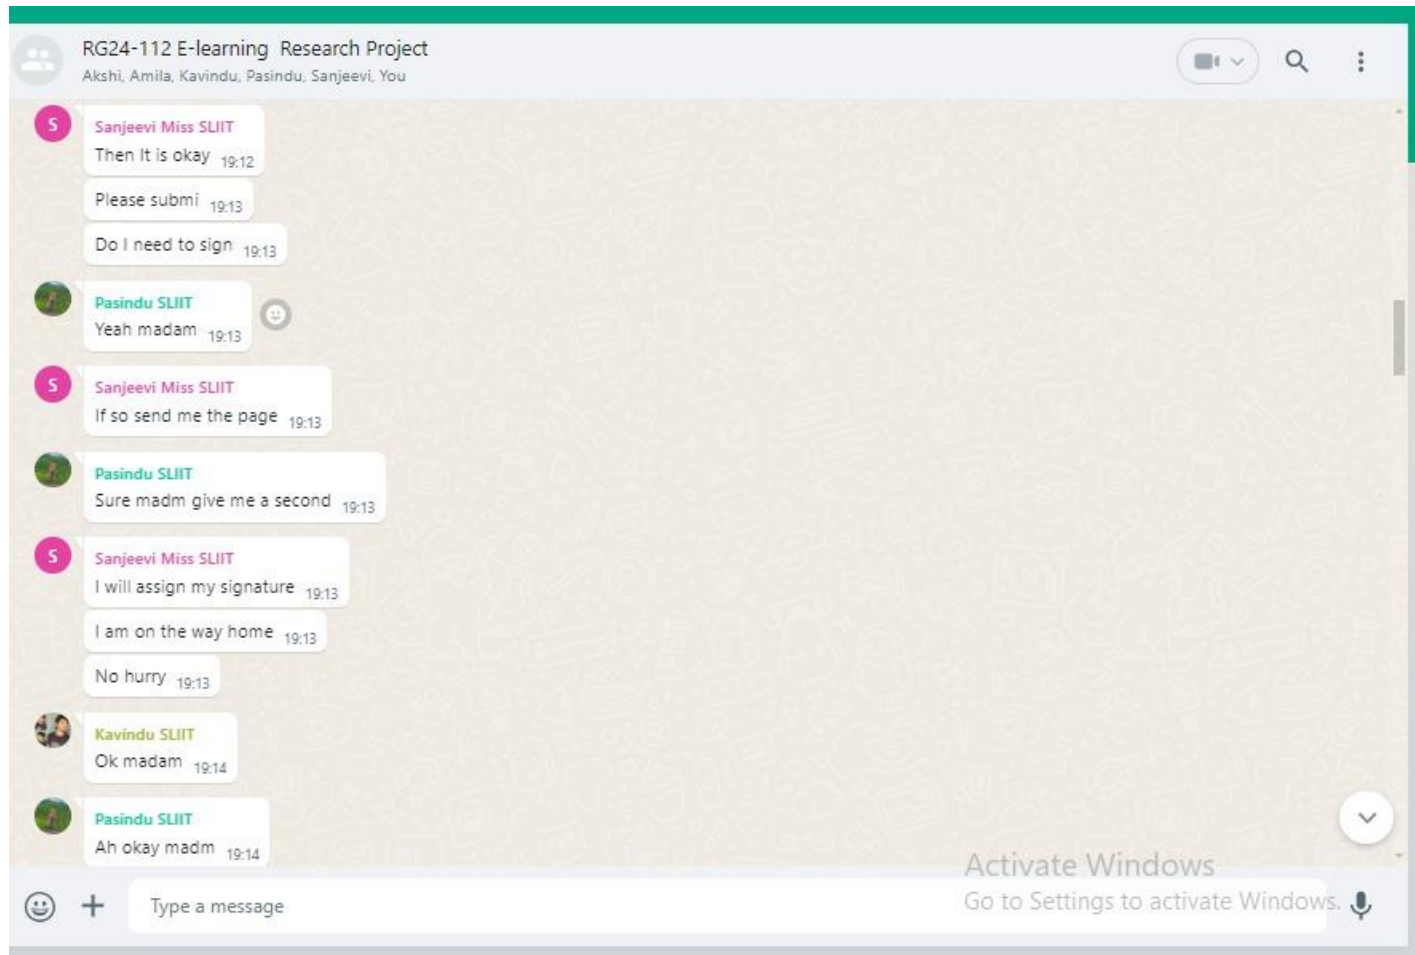 RG24-112 E-learning  Research Project
Akshi, Amila, Kavindu, Pasindu, Sanjeevi, You
S
Sanjeevi Miss SLIIT
Then It is okay 19:12
Please submi 19:13
Do I need to sign 19:13
Pasindu SLIIT
Yeah madam 19:13
S
Sanjeevi Miss SLIIT
If so send me the page 19:13
Pasindu SLIIT
Sure madm give me a second 19:13
S
Sanjeevi Miss SLIIT
I will assign my signature 19:13
I am on the way home 19:13
No hurry 19:13
Kavindu SLIIT
Ok madam 19:14
Pasindu SLIIT
Ah okay madm 19:14
Activate Windows
Go to Settings to activate Windows.
Type a message